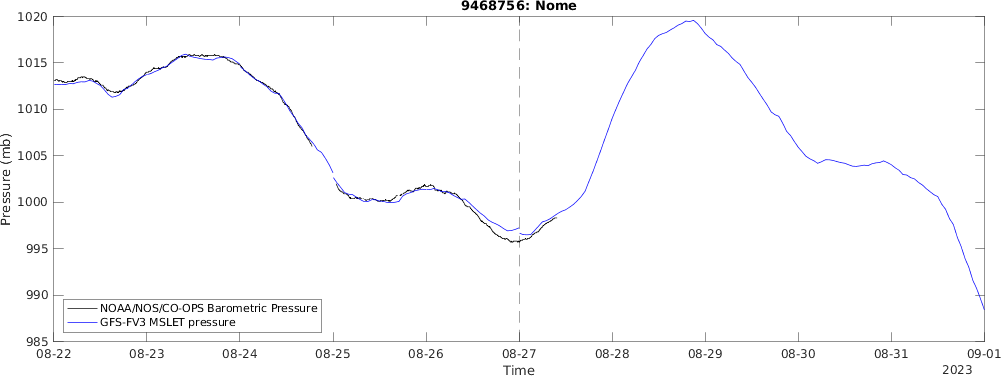 9468756: Nome
1020
1015
1010
1005
1000
995
990
985
Pressure (mb)
NOAA/NOS/CO-OPS Barometric Pressure
GFS-FV3 MSLET pressure
08-22 08-23 08-24 08-25 08-26 08-27 08-28 08-29 08-30 08-31 09-01
Time
2023